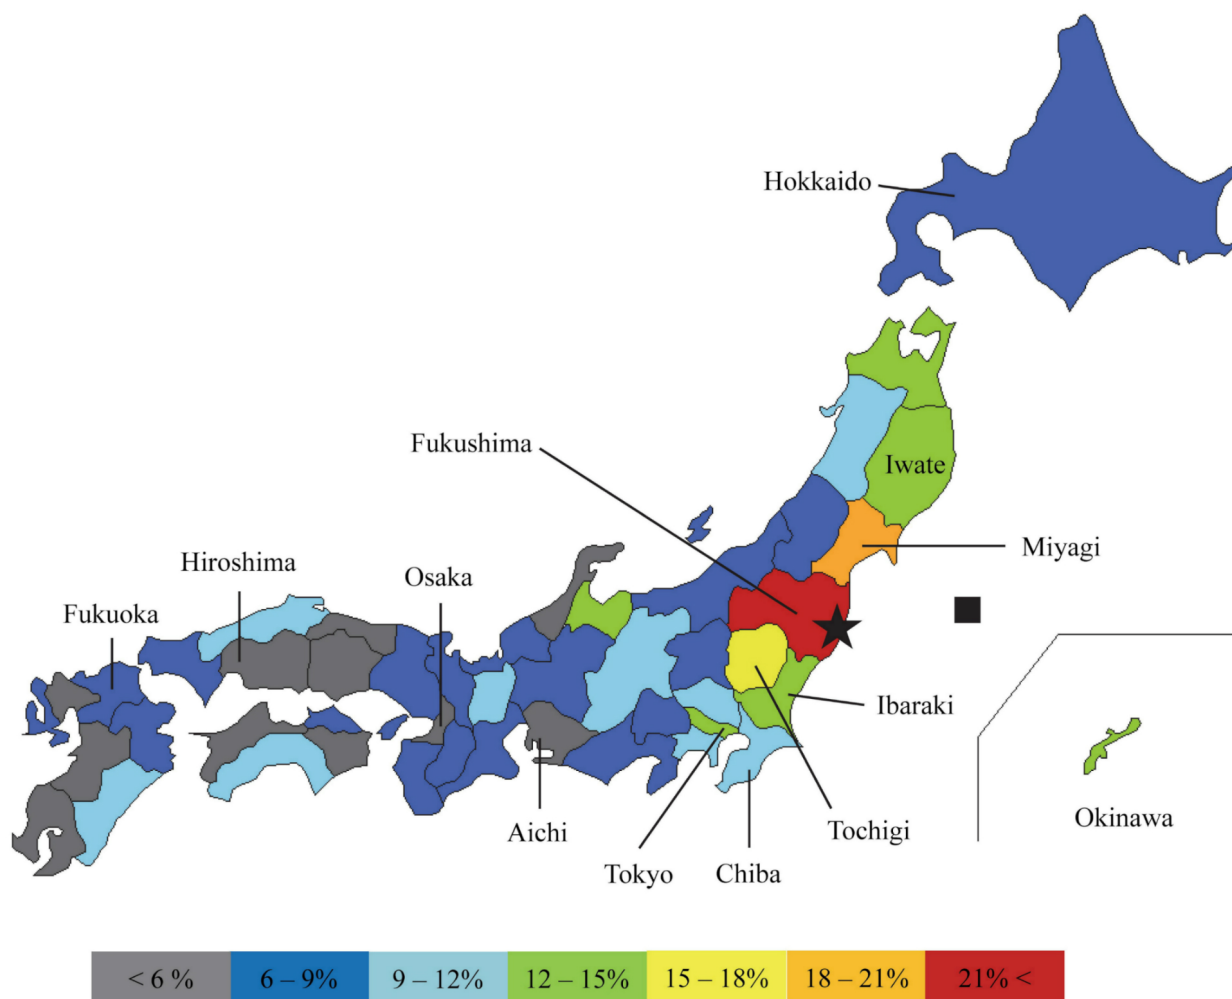 Hokkaido
Fukushima
Iwate
Miyagi
Hiroshima
Osaka
Fukuoka
Ibaraki
Aichi
Tochigi
Okinawa
Tokyo
Chiba
< 6 %
6 – 9%
9 – 12%
12 – 15%
15 – 18%
18 – 21%
21% <